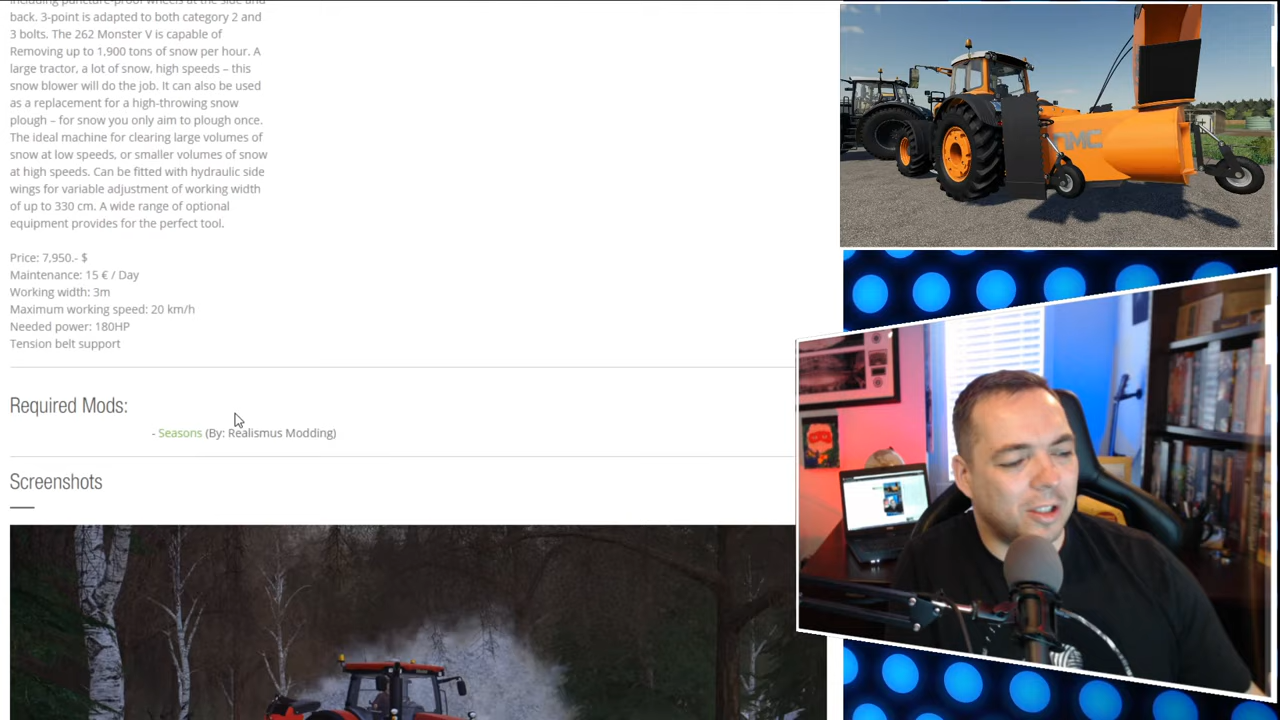 including puncture-proof wheels at the side and
back. 3-point is adapted to both category 2 and
3 bolts. The 262 Monster V is capable of
Removing up to 1,900 tons of snow per hour. A
large tractor, a lot of snow, high speeds – this
snow blower will do the job. It can also be used
as a replacement for a high-throwing snow
plough – for snow you only aim to plough once.
The ideal machine for clearing large volumes of
snow at low speeds, or smaller volumes of snow
at high speeds. Can be fitted with hydraulic side
wings for variable adjustment of working width
of up to 330 cm. A wide range of optional
equipment provides for the perfect tool.
Price: 7,950.- $
Maintenance: 15 € / Day
Working width: 3m
Maximum working speed: 20 km/h
Needed power: 180HP
Tension belt support
Required Mods:
- Seasons (By: Realismus Modding)
Screenshots